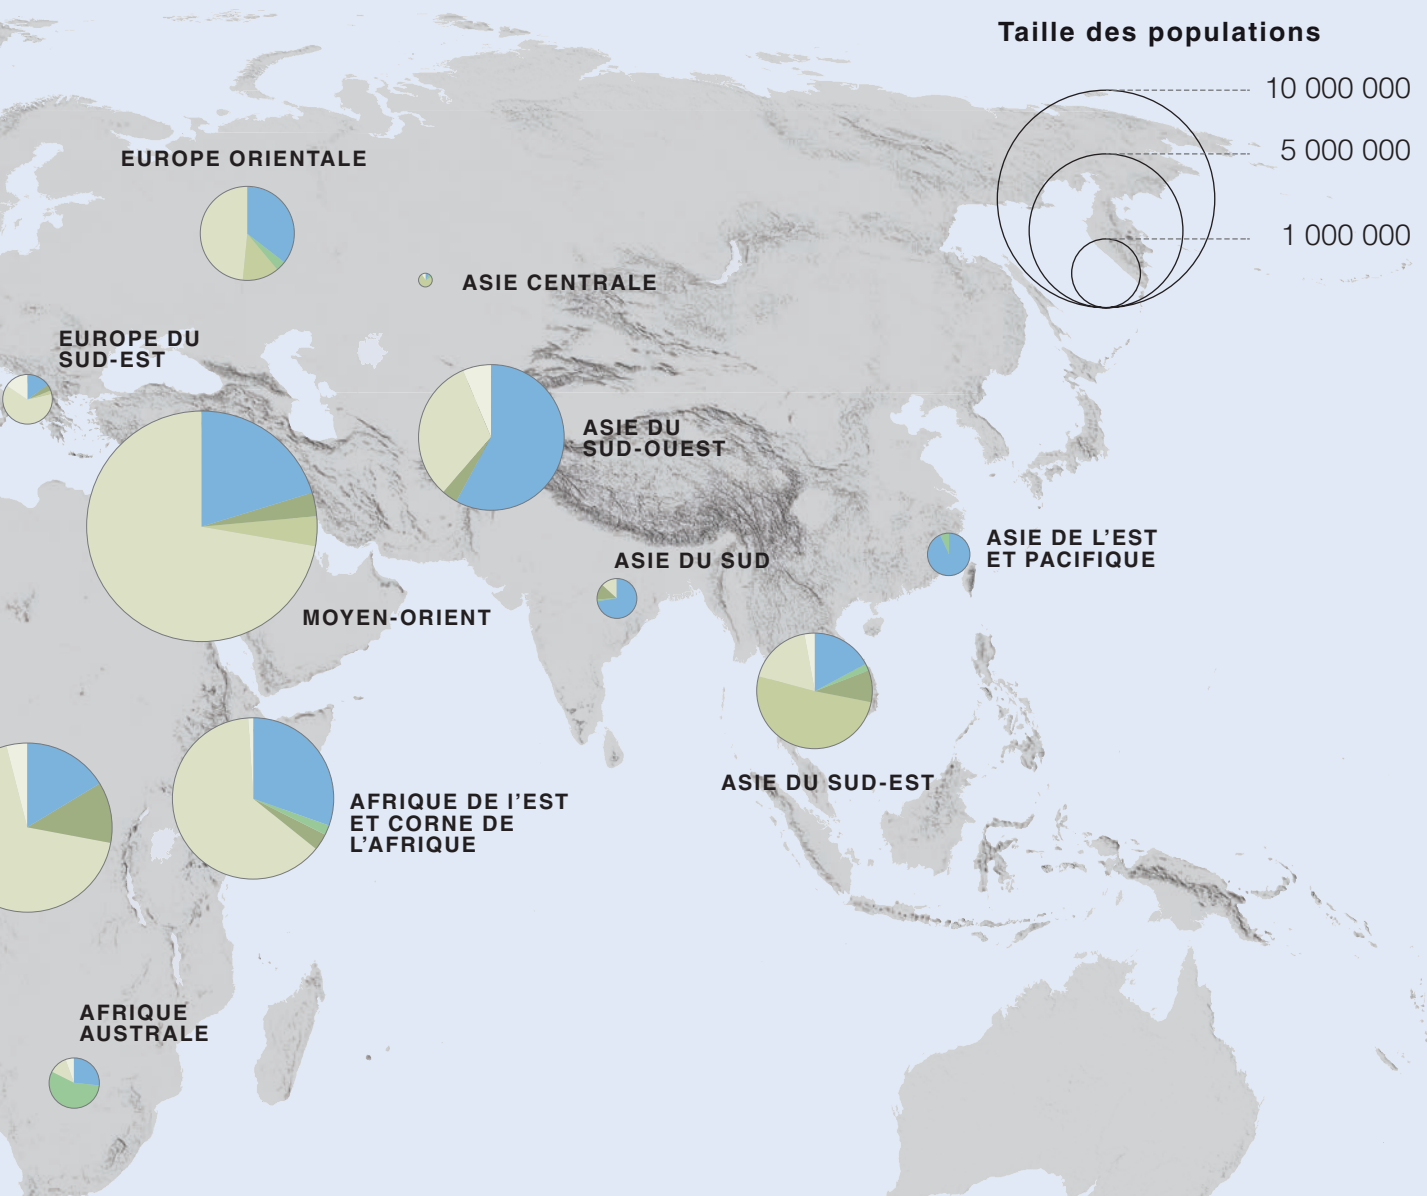 Taille des populations
10 000 000
5 000 000
1 000 000
EUROPE ORIENTALE
ASIE CENTRALE
EUROPE DU
SUD-EST
ASIE DU
SUD-OUEST
ASIE DE L'EST
ET PACIFIQUE
ASIE DU SUD
MOYEN-ORIENT
ASIE DU SUD-EST
AFRIQUE DE l'EST
ET CORNE DE
L'AFRIQUE
AFRIQUE
AUSTRALE